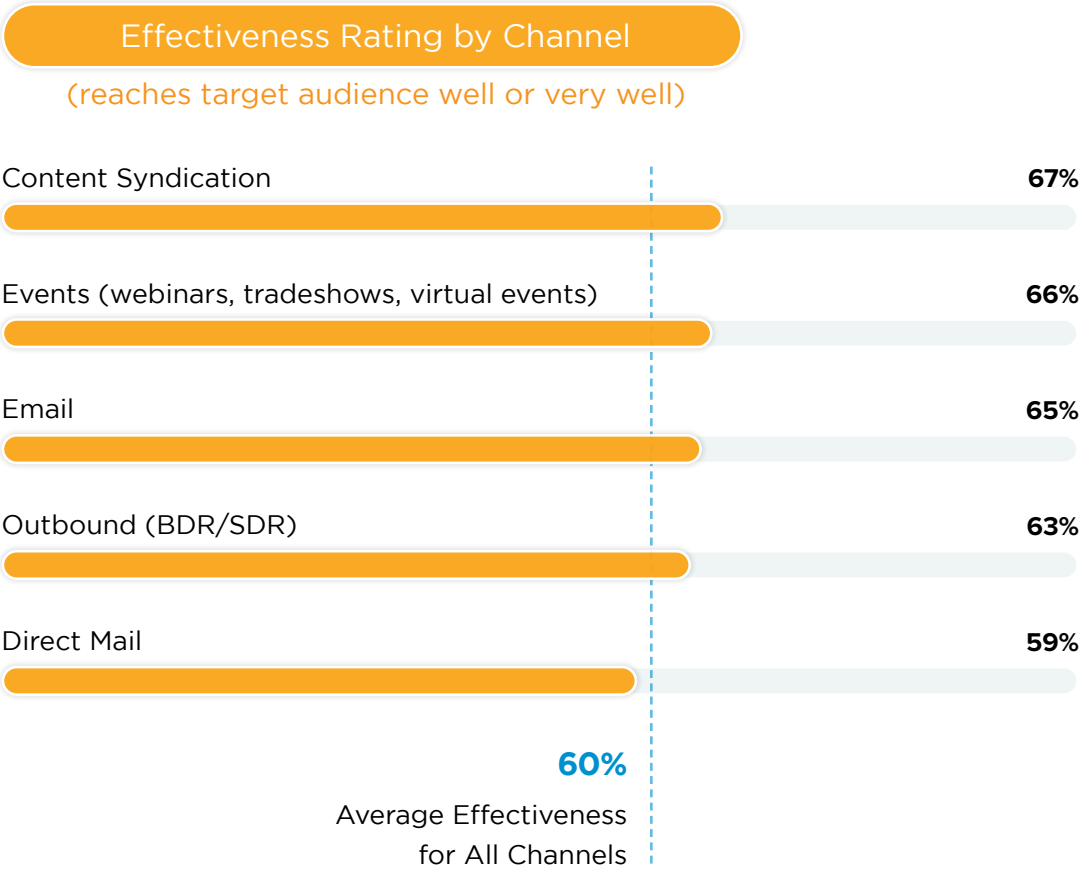 Effectiveness Rating by Channel
(reaches target audience well or very well)
Content Syndication 67%
Events (webinars, tradeshows, virtual events) 66%
Email 65%
Outbound (BDR/SDR) 63%
Direct Mail 59%
60%
Average Effectiveness
for All Channels